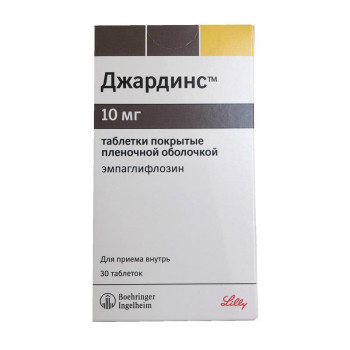 Джардинс™
10 мг
таблетки покрытые
пленочной оболочкой
эмпаглифлозин
Для приема внутрь
30 таблеток
Boehringer
Ingelheim
Lilly